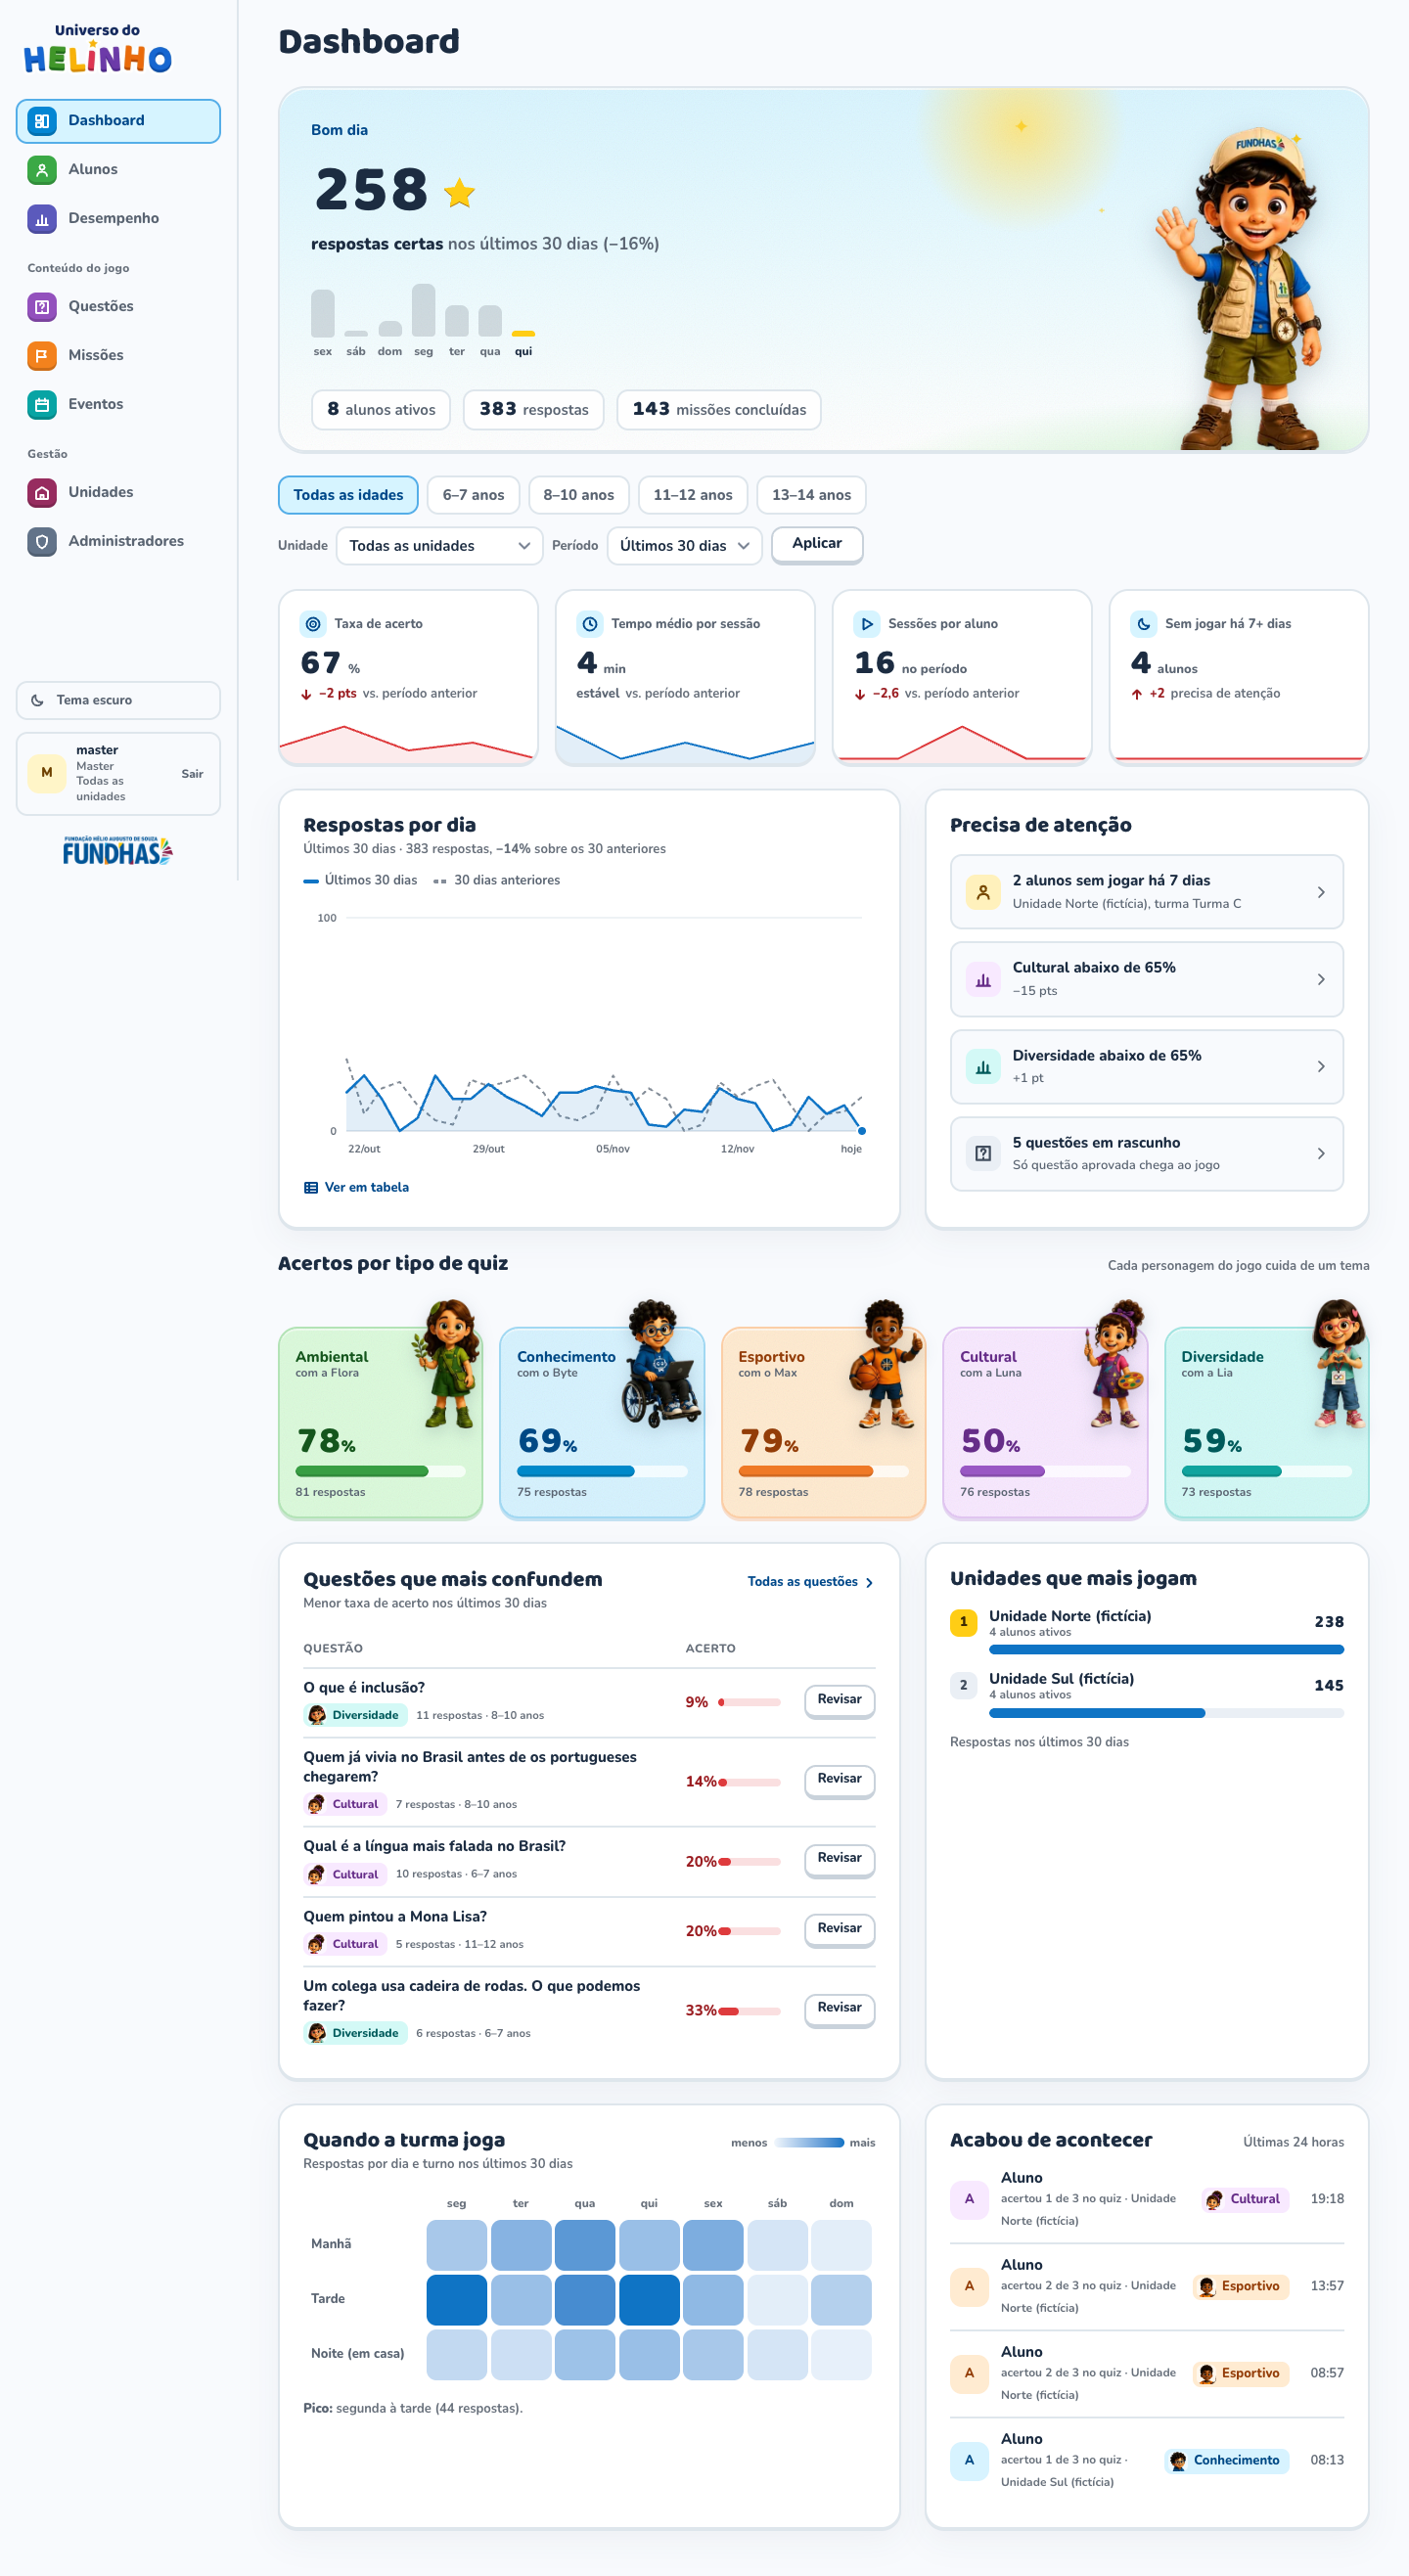 Universo do
HELINHO
Dashboard
Alunos
Desempenho
Conteúdo do jogo
Questões
Missões
Eventos
Gestão
Unidades
Administradores
Tema escuro
M
master
Master
Todas as
unidades
Sair
FUNDAÇÃO HÉLIO AUGUSTO DE SOUZA
FUNDHAS
Dashboard
Bom dia
258
respostas certas nos últimos 30 dias (−16%)
sex sáb dom seg ter qua qui
8 alunos ativos
383 respostas
143 missões concluídas
FUNDHAS
Todas as idades
6–7 anos
8–10 anos
11–12 anos
13–14 anos
Unidade
Todas as unidades
Período
Últimos 30 dias
Aplicar
Taxa de acerto
67 %
−2 pts vs. período anterior
Tempo médio por sessão
4 min
estável vs. período anterior
Sessões por aluno
16 no período
−2,6 vs. período anterior
Sem jogar há 7+ dias
4 alunos
+2 precisa de atenção
Respostas por dia
Últimos 30 dias · 383 respostas, −14% sobre os 30 anteriores
Últimos 30 dias
30 dias anteriores
100
0
22/out 29/out 05/nov 12/nov hoje
Ver em tabela
Precisa de atenção
2 alunos sem jogar há 7 dias
Unidade Norte (fictícia), turma Turma C
Cultural abaixo de 65%
−15 pts
Diversidade abaixo de 65%
+1 pt
5 questões em rascunho
Só questão aprovada chega ao jogo
Acertos por tipo de quiz
Cada personagem do jogo cuida de um tema
Ambiental
com a Flora
78%
81 respostas
Conhecimento
com o Byte
69%
75 respostas
Esportivo
com o Max
79%
78 respostas
Cultural
com a Luna
50%
76 respostas
Diversidade
com a Lia
59%
73 respostas
Questões que mais confundem
Todas as questões
Menor taxa de acerto nos últimos 30 dias
QUESTÃO ACERTO
O que é inclusão?
Diversidade 11 respostas · 8–10 anos
9%
Revisar
Quem já vivia no Brasil antes de os portugueses
chegarem?
Cultural 7 respostas · 8–10 anos
14%
Revisar
Qual é a língua mais falada no Brasil?
Cultural 10 respostas · 6–7 anos
20%
Revisar
Quem pintou a Mona Lisa?
Cultural 5 respostas · 11–12 anos
20%
Revisar
Um colega usa cadeira de rodas. O que podemos
fazer?
Diversidade 6 respostas · 6–7 anos
33%
Revisar
Unidades que mais jogam
1 Unidade Norte (fictícia) 238
4 alunos ativos
2 Unidade Sul (fictícia) 145
4 alunos ativos
Respostas nos últimos 30 dias
Quando a turma joga
menos mais
Respostas por dia e turno nos últimos 30 dias
seg ter qua qui sex sáb dom
Manhã
Tarde
Noite (em casa)
Pico: segunda à tarde (44 respostas).
Acabou de acontecer
Últimas 24 horas
A
Aluno
acertou 1 de 3 no quiz · Unidade
Norte (fictícia)
Cultural
19:18
A
Aluno
acertou 2 de 3 no quiz · Unidade
Norte (fictícia)
Esportivo
13:57
A
Aluno
acertou 2 de 3 no quiz · Unidade
Norte (fictícia)
Esportivo
08:57
A
Aluno
acertou 1 de 3 no quiz ·
Unidade Sul (fictícia)
Conhecimento
08:13